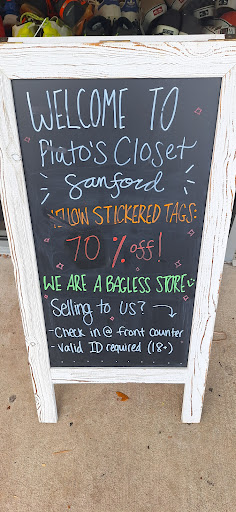 WELCOME TO
Plato's Closet
Sanford
YELLOW STICKERED TAGS:
70 % off!
WE ARE A BAGLESS STORE
Selling to us?
- Check in @ front counter
- Valid ID required (18+)